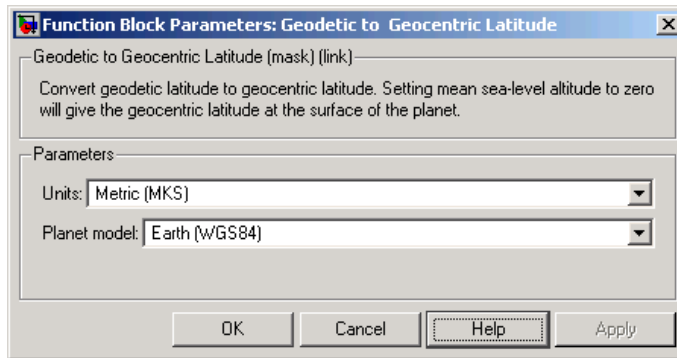 Function Block Parameters: Geodetic to  Geocentric Latitude
Geodetic to Geocentric Latitude (mask) (link)
Convert geodetic latitude to geocentric latitude. Setting mean sea-level altitude to zero
will give the geocentric latitude at the surface of the planet.
Parameters
Units: Metric (MKS)
Planet model: Earth (WGS84)
OK Cancel Help Apply